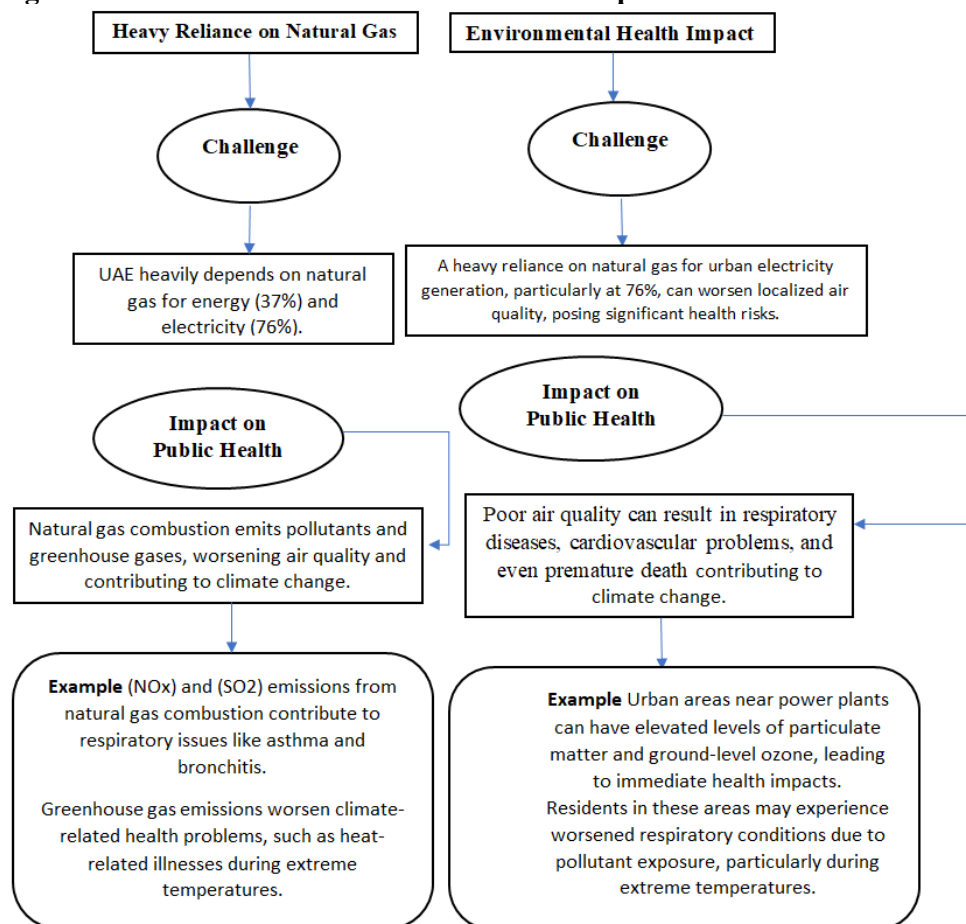 Heavy Reliance on Natural Gas
Environmental Health Impact
Challenge
Challenge
UAE heavily depends on natural
gas for energy (37%) and
electricity (76%).
A heavy reliance on natural gas for urban electricity
generation, particularly at 76%, can worsen localized air
quality, posing significant health risks.
Impact on
Public Health
Impact on
Public Health
Natural gas combustion emits pollutants and
greenhouse gases, worsening air quality and
contributing to climate change.
Poor air quality can result in respiratory
diseases, cardiovascular problems, and
even premature death contributing to
climate change.
Example (NOx) and (SO2) emissions from
natural gas combustion contribute to
respiratory issues like asthma and
bronchitis.
Greenhouse gas emissions worsen climate-
related health problems, such as heat-
related illnesses during extreme
temperatures.
Example Urban areas near power plants
can have elevated levels of particulate
matter and ground-level ozone, leading
to immediate health impacts.
Residents in these areas may experience
worsened respiratory conditions due to
pollutant exposure, particularly during
extreme temperatures.